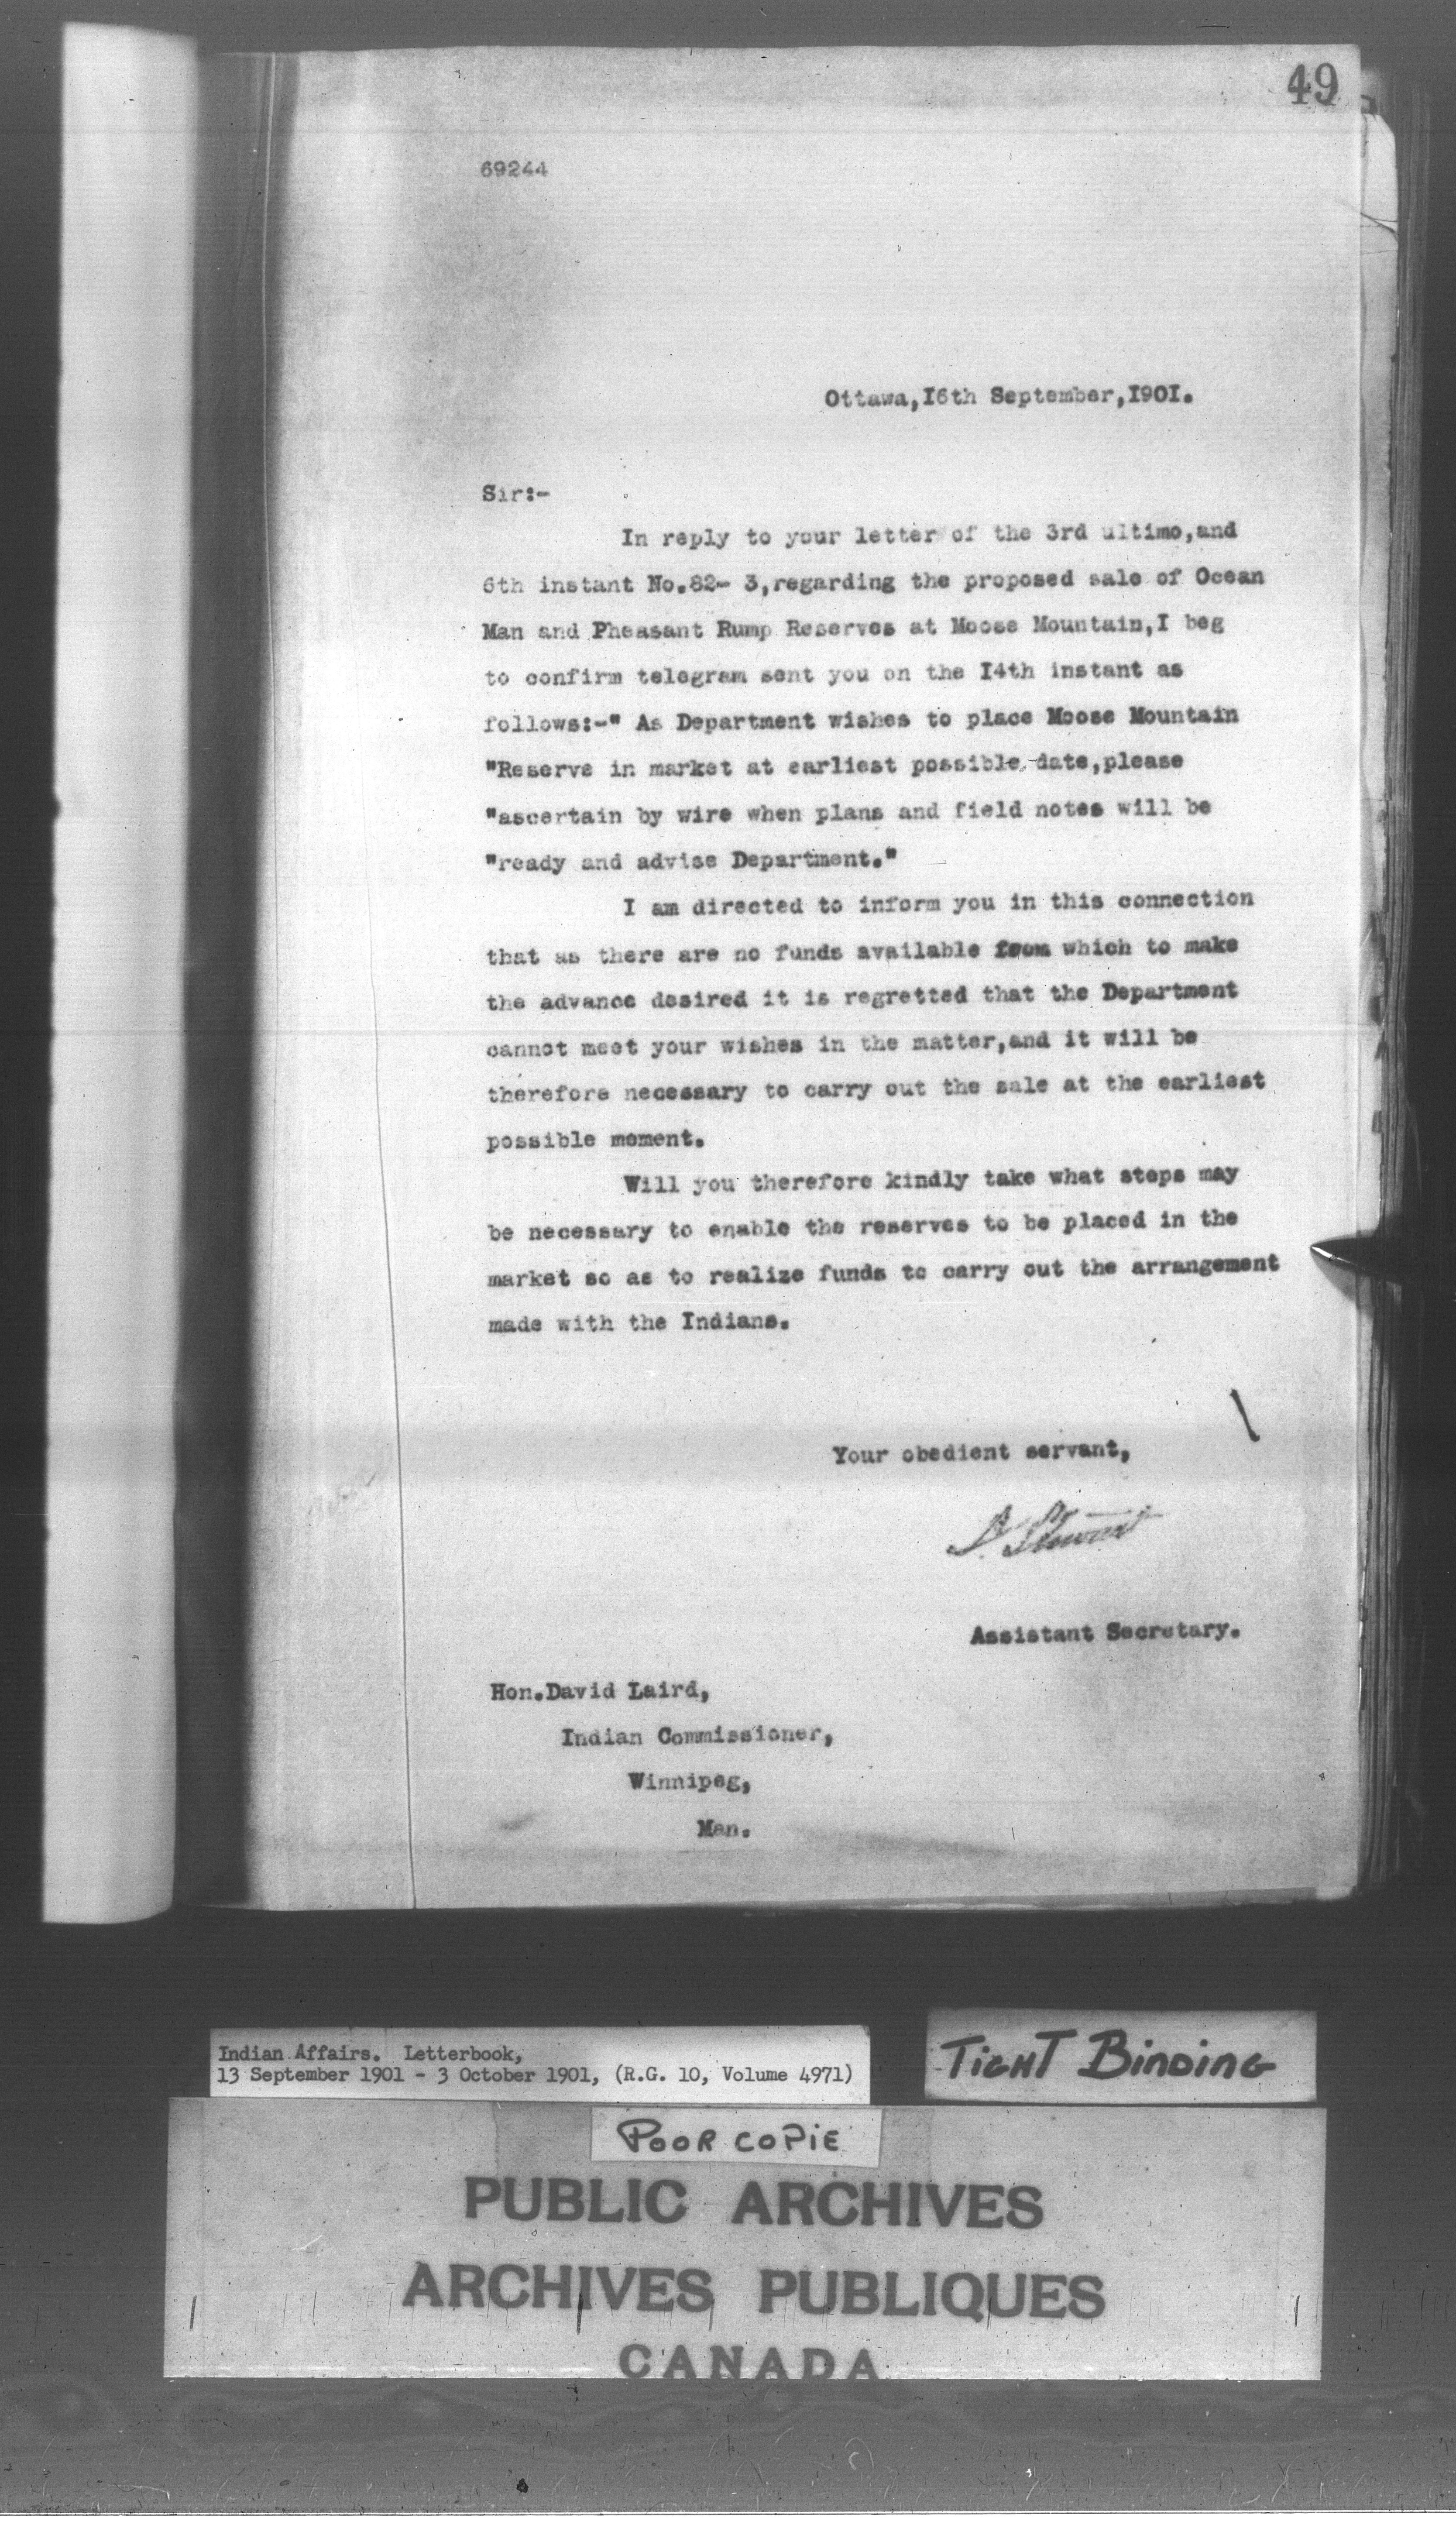 49
69244
Ottawa,I6th September,I90I.
Sir:-
In reply to your letter of the 3rd ultimo,and
6th instant No.82- 3,regarding the proposed sale of Ocean
Man and Pheasant Rump Reserves at Moose Mountain,I beg
to confirm telegram sent you on the I4th instant as
follows:-" As Department wishes to place Moose Mountain
"Reserve in market at earliest possible date,please
"ascertain by wire when plans and field notes will be
"ready and advise Department."
I am directed to inform you in this connection
that as there are no funds available from which to make
the advance desired it is regretted that the Department
cannot meet your wishes in the matter,and it will be
therefore necessary to carry out the sale at the earliest
possible moment.
Will you therefore kindly take what steps may
be necessary to enable the reserves to be placed in the
market so as to realize funds to carry out the arrangement
made with the Indians.
Your obedient servant,
S. Stewart
Assistant Secretary.
Hon.David Laird,
Indian Commissioner,
Winnipeg,
Man.
Indian Affairs. Letterbook,
13 September 1901 - 3 October 1901, (R.G. 10, Volume 4971)
TIGHT BINDING
POOR COPIE
PUBLIC ARCHIVES
ARCHIVES PUBLIQUES
CANADA